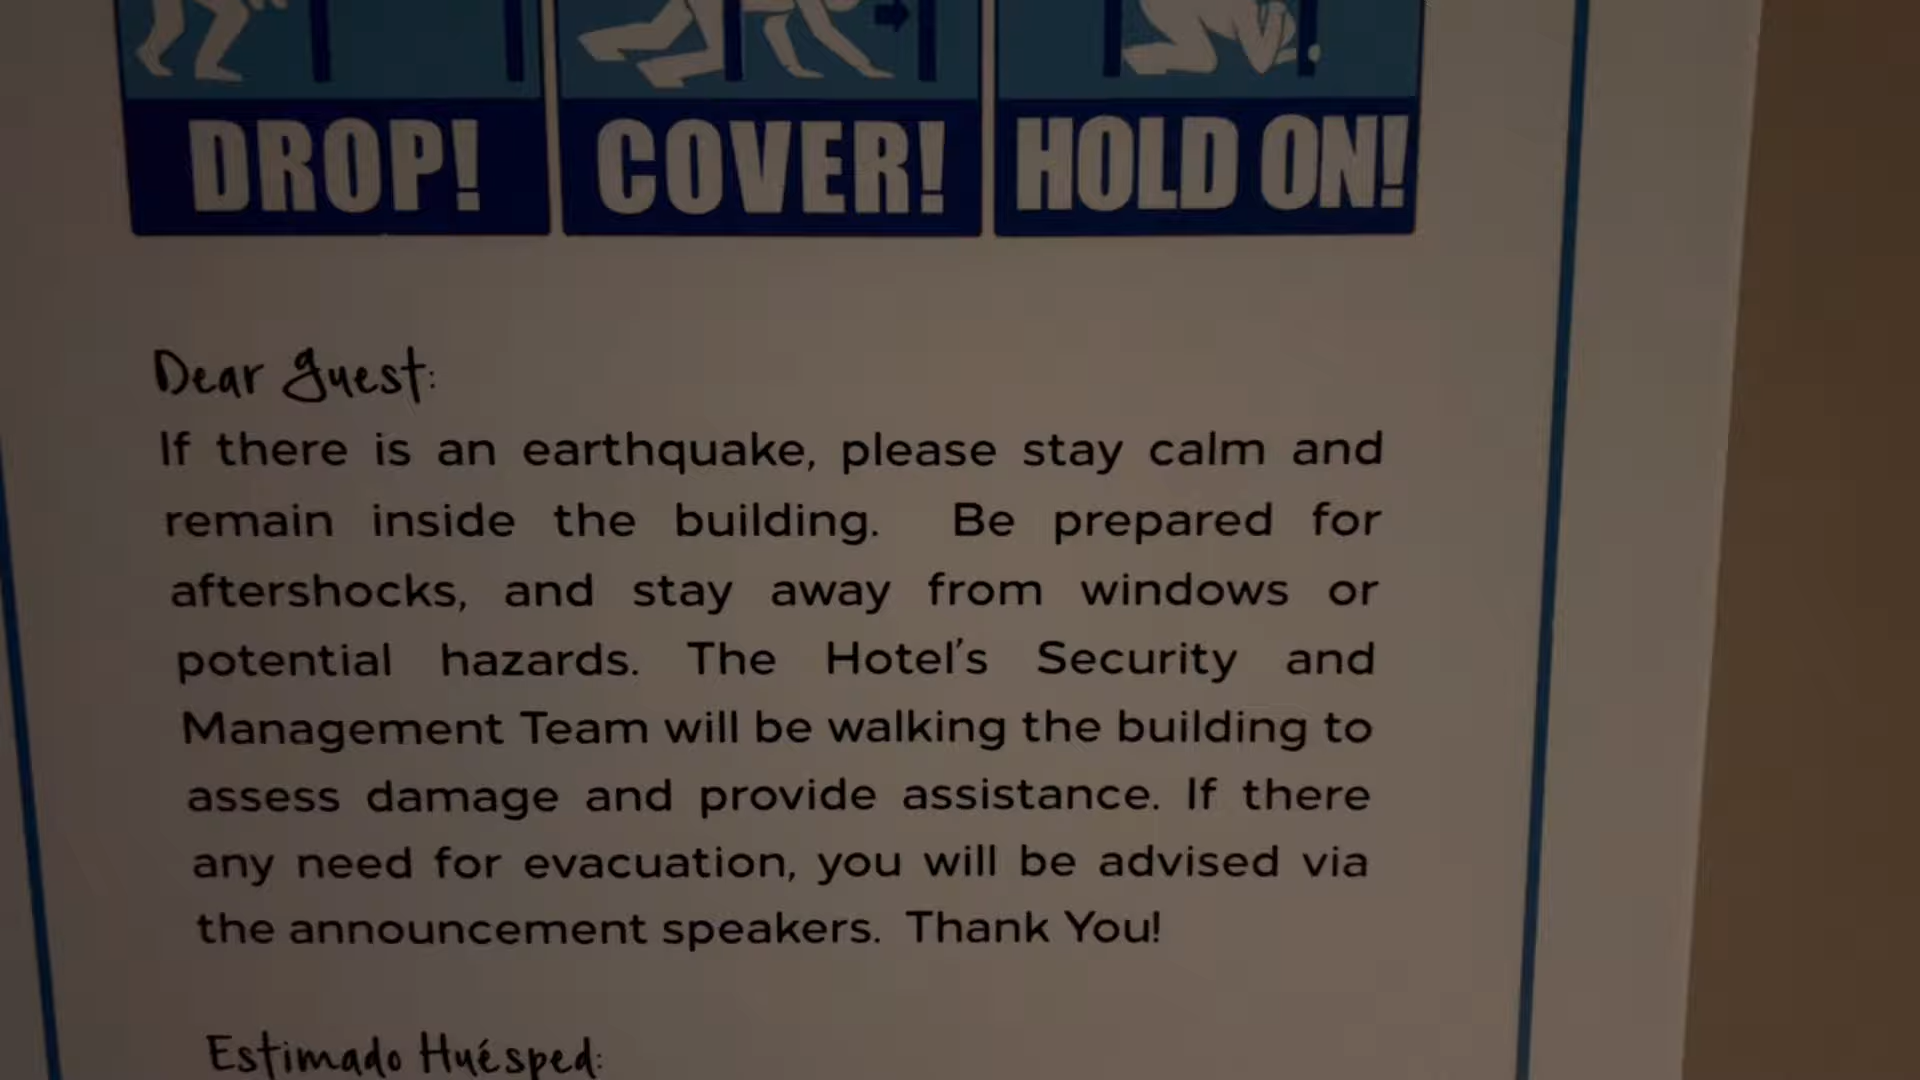 DROP! COVER! HOLD ON!
Dear guest:
If there is an earthquake, please stay calm and
remain inside the building. Be prepared for
aftershocks, and stay away from windows or
potential hazards. The Hotel's Security and
Management Team will be walking the building to
assess damage and provide assistance. If there
any need for evacuation, you will be advised via
the announcement speakers. Thank You!
Estimado Huésped: